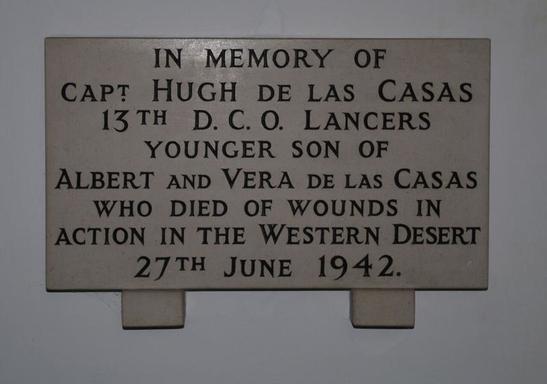 IN MEMORY OF
CAPT HUGH DE LAS CASAS
13TH D.C.O. LANCERS
YOUNGER SON OF
ALBERT AND VERA DE LAS CASAS
WHO DIED OF WOUNDS IN
ACTION IN THE WESTERN DESERT
27TH JUNE 1942.